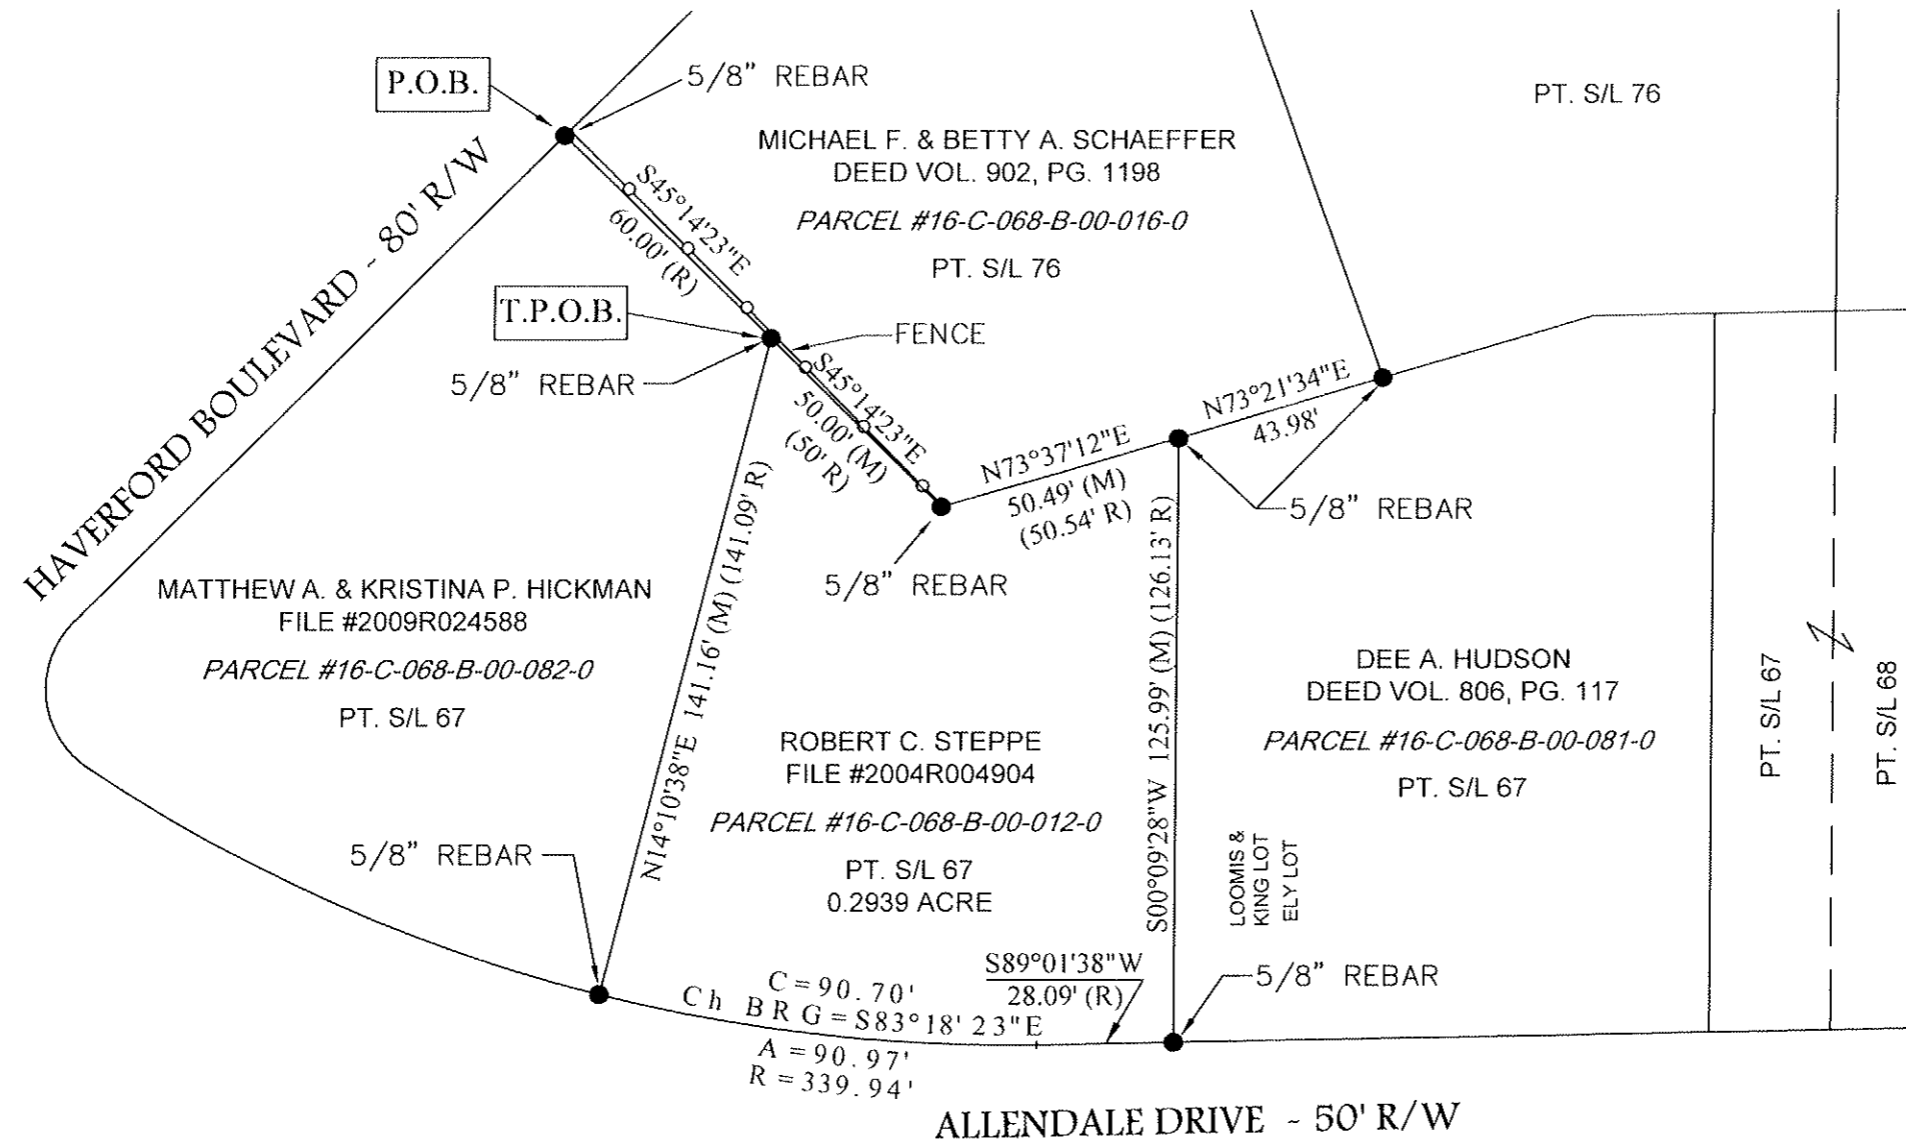 P.O.B.
5/8" REBAR
PT. S/L 76
MICHAEL F. & BETTY A. SCHAEFFER
DEED VOL. 902, PG. 1198
PARCEL #16-C-068-B-00-016-0
PT. S/L 76
S45°14'23"E
60.00' (R)
HAVERFORD BOULEVARD - 80' R/W
T.P.O.B.
FENCE
5/8" REBAR
S45°14'23"E
50.00' (M)
(50' R)
N73°21'34"E
43.98'
N73°37'12"E
50.49' (M)
(50.54' R)
5/8" REBAR
5/8" REBAR
MATTHEW A. & KRISTINA P. HICKMAN
FILE #2009R024588
PARCEL #16-C-068-B-00-082-0
PT. S/L 67
N14°10'38"E 141.16' (M) (141.09' R)
S00°09'28"W 125.99' (M) (126.13' R)
DEE A. HUDSON
DEED VOL. 806, PG. 117
PARCEL #16-C-068-B-00-081-0
PT. S/L 67
PT. S/L 67
PT. S/L 68
ROBERT C. STEPPE
FILE #2004R004904
PARCEL #16-C-068-B-00-012-0
PT. S/L 67
0.2939 ACRE
LOOMIS &
KING LOT
ELY LOT
5/8" REBAR
S89°01'38"W
28.09' (R)
5/8" REBAR
C = 90.70'
Ch BRG = S83°18'23"E
A = 90.97'
R = 339.94'
ALLENDALE DRIVE - 50' R/W